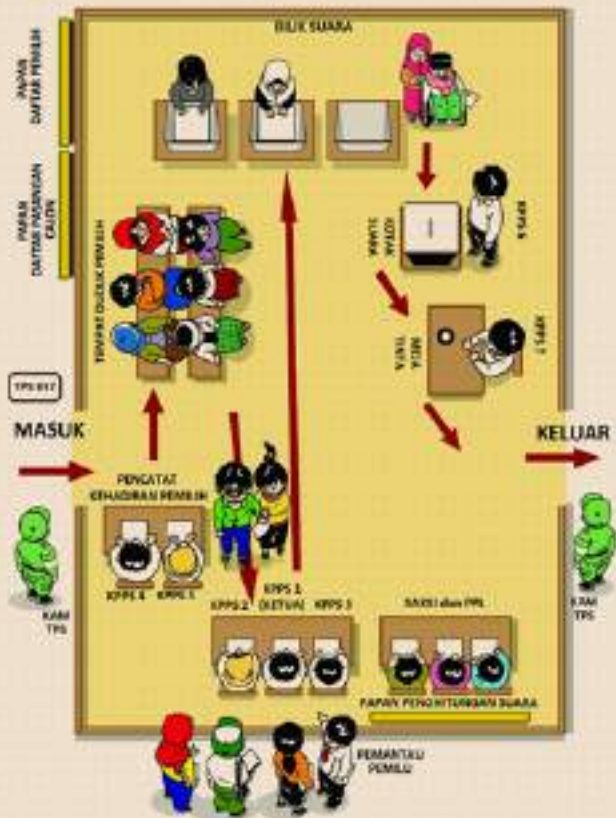 BILIK SUARA
PAPAN
DAFTAR PEMILIH
PAPAN
DAFTAR PASANGAN
CALON
TEMPAT DUDUK PEMILIH
KPPS 6
KOTAK
SUARA
KPPS 7
MEJA
TINTA
TPS 017
MASUK
KELUAR
PENCATAT
KEHADIRAN PEMILIH
KPPS 4
KPPS 5
KAM
TPS
KPPS 2
KPPS 1
(KETUA)
KPPS 3
SAKSI dan PPL
KAM
TPS
PAPAN PENGHITUNGAN SUARA
PEMANTAU
PEMILU